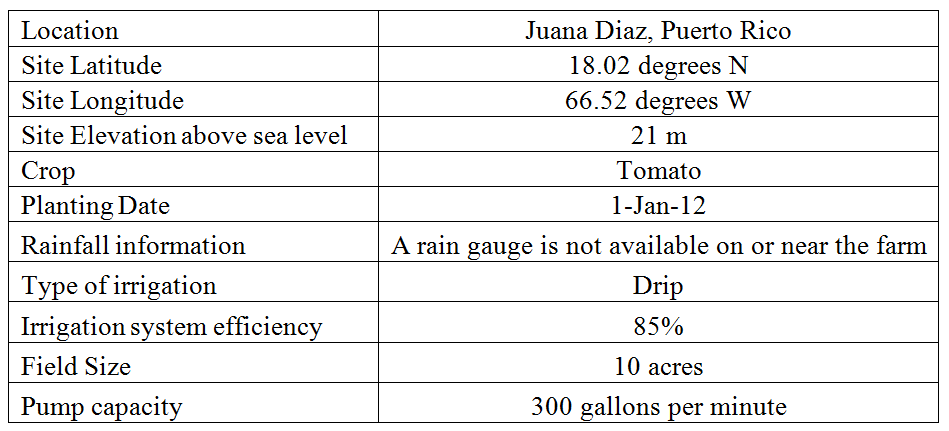 Location Juana Diaz, Puerto Rico
Site Latitude 18.02 degrees N
Site Longitude 66.52 degrees W
Site Elevation above sea level 21 m
Crop Tomato
Planting Date 1-Jan-12
Rainfall information A rain gauge is not available on or near the farm
Type of irrigation Drip
Irrigation system efficiency 85%
Field Size 10 acres
Pump capacity 300 gallons per minute